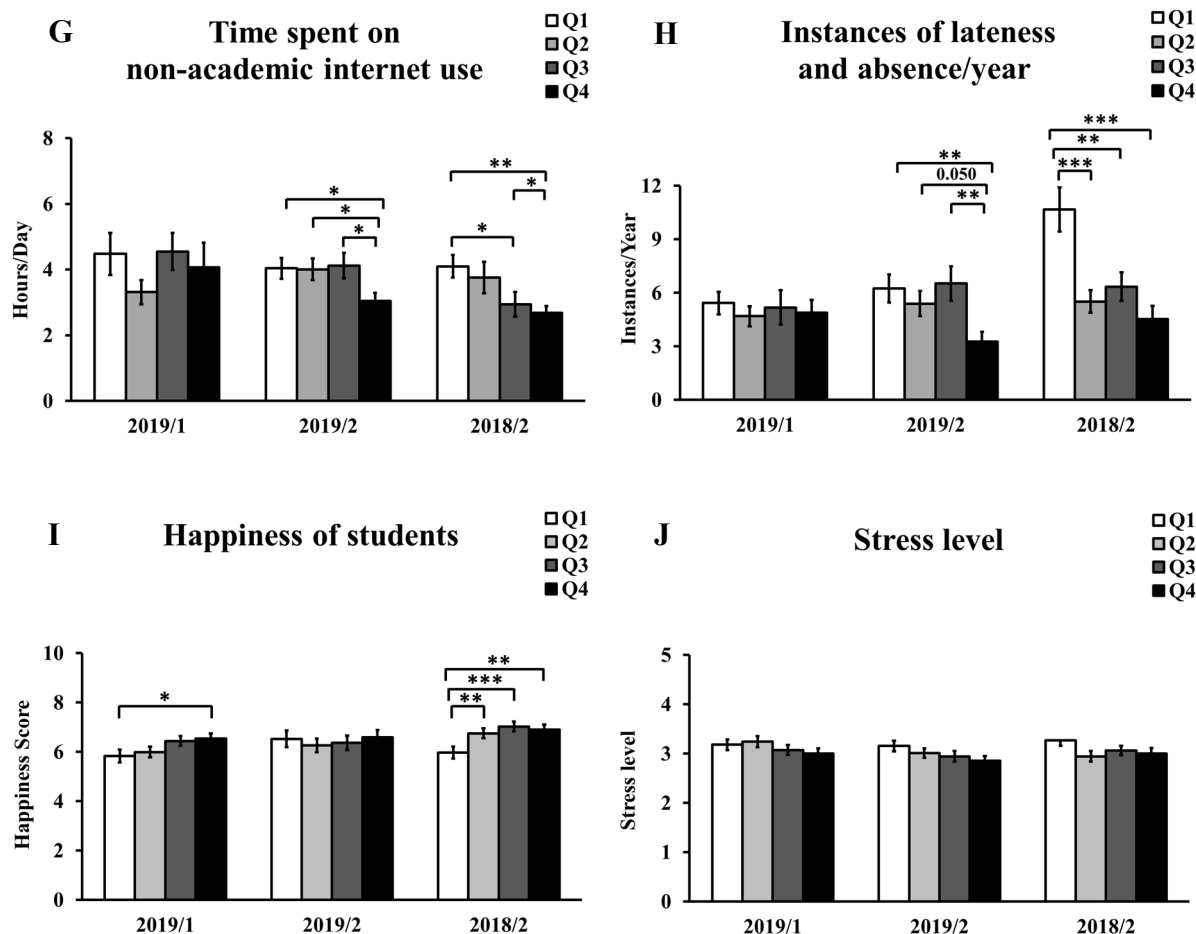 G
Time spent on
non-academic internet use
Q1
Q2
Q3
Q4
Hours/Day
8
6
4
2
0
**
*
*
*
*
*
2019/1
2019/2
2018/2
H
Instances of lateness
and absence/year
Q1
Q2
Q3
Q4
Instances/Year
12
9
6
3
0
**
0.050
**
***
**
***
2019/1
2019/2
2018/2
I
Happiness of students
Q1
Q2
Q3
Q4
Happiness Score
10
8
6
4
2
0
*
**
***
**
2019/1
2019/2
2018/2
J
Stress level
Q1
Q2
Q3
Q4
Stress level
5
4
3
2
1
0
2019/1
2019/2
2018/2